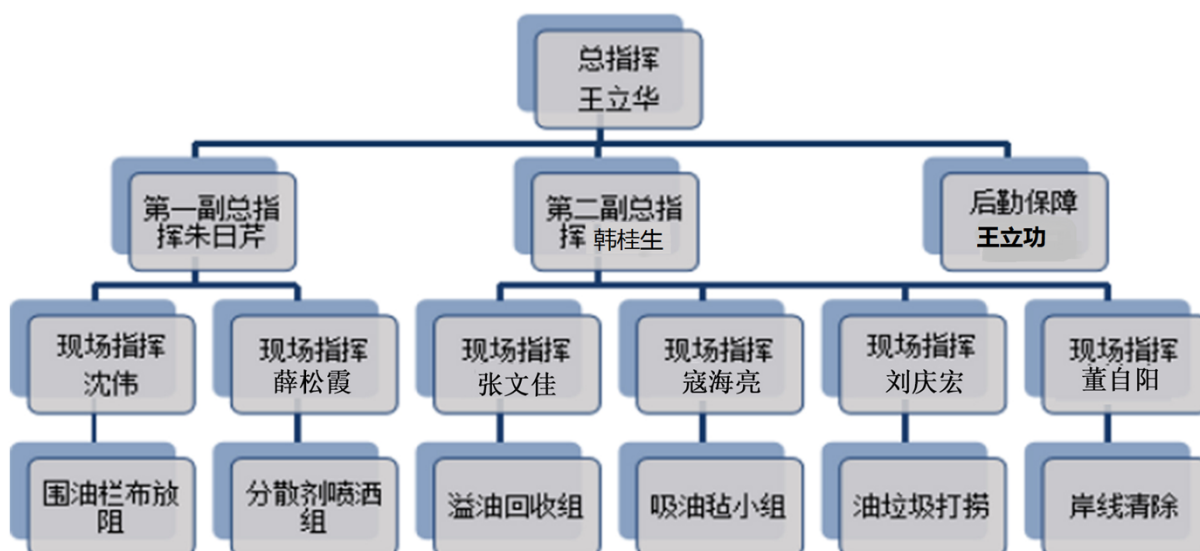 总指挥
王立华
第一副总指
挥朱日芹
第二副总指
挥 韩桂生
后勤保障
王立功
现场指挥
沈伟
现场指挥
薛松霞
现场指挥
张文佳
现场指挥
寇海亮
现场指挥
刘庆宏
现场指挥
董自阳
围油栏布放
阻
分散剂喷洒
组
溢油回收组
吸油毡小组
油垃圾打捞
岸线清除